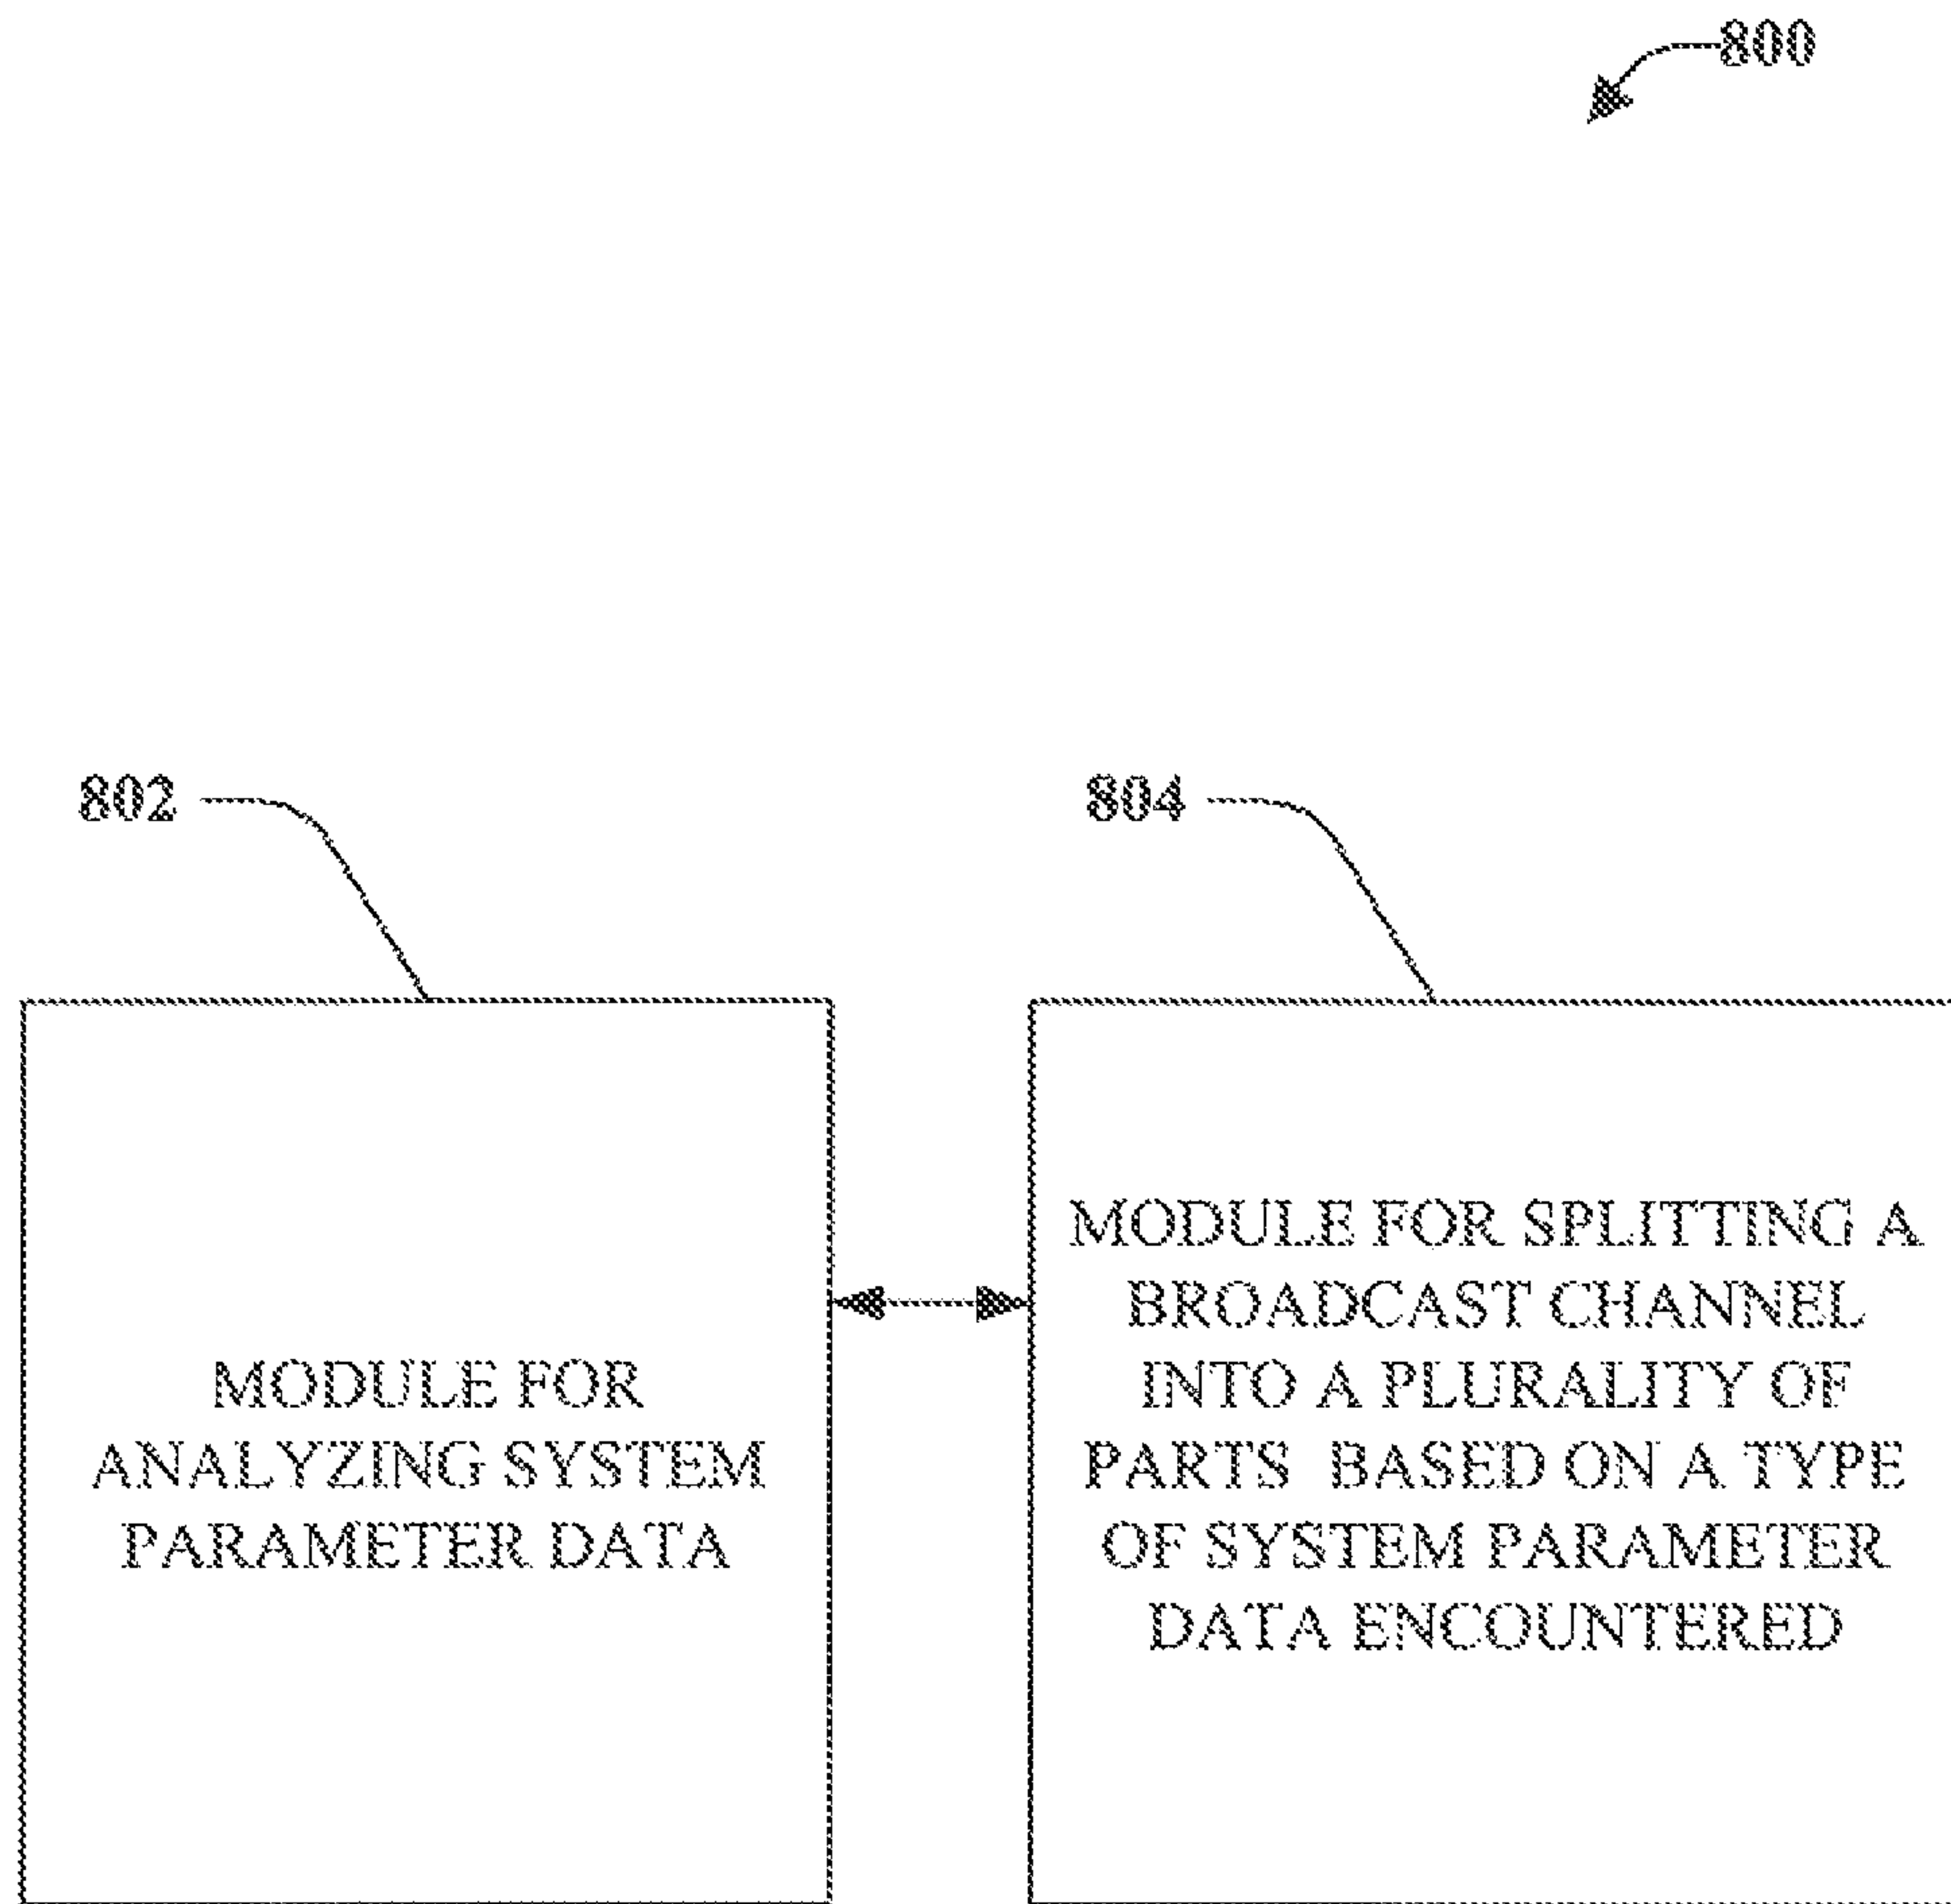 800
802
804
MODULE FOR
ANALYZING SYSTEM
PARAMETER DATA
MODULE FOR SPLITTING A
BROADCAST CHANNEL
INTO A PLURALITY OF
PARTS BASED ON A TYPE
OF SYSTEM PARAMETER
DATA ENCOUNTERED